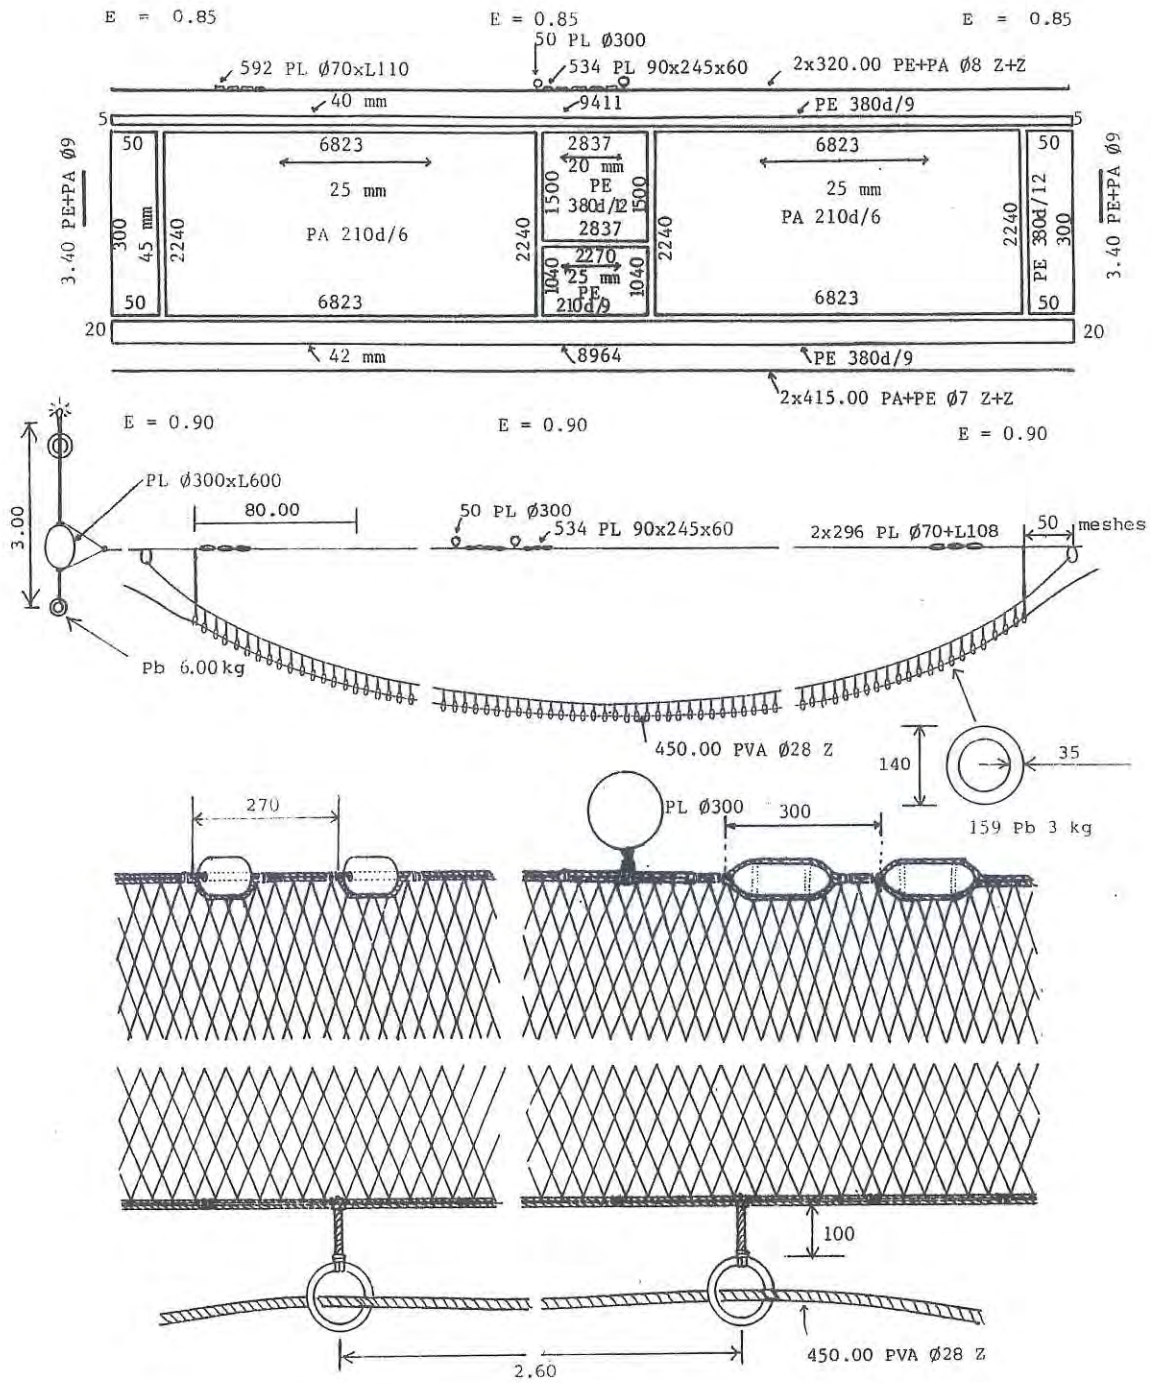 E = 0.85 E = 0.85 E = 0.85
50 PL Ø300
592 PL Ø70xL110 534 PL 90x245x60 2x320.00 PE+PA Ø8 Z+Z
40 mm 9411 PE 380d/9
5 5
50 6823 2837 6823 50
20 mm
25 mm PE 25 mm
380d/12
PA 210d/6 PA 210d/6
1500 1500
2837
3.40 PE+PA Ø9 300 45 mm 2240 2240 2240 PE 380d/12 300 3.40 PE+PA Ø9
2270
25 mm
1040 1040
PE
210d/9
50 6823 6823 50
20 20
42 mm 8964 PE 380d/9
2x415.00 PA+PE Ø7 Z+Z
E = 0.90 E = 0.90 E = 0.90
PL Ø300xL600
80.00 50 PL Ø300
534 PL 90x245x60 2x296 PL Ø70+L108 50 meshes
3.00
Pb 6.00kg
450.00 PVA Ø28 Z
140 35
159 Pb 3 kg
270 PL Ø300 300
100
450.00 PVA Ø28 Z
2.60